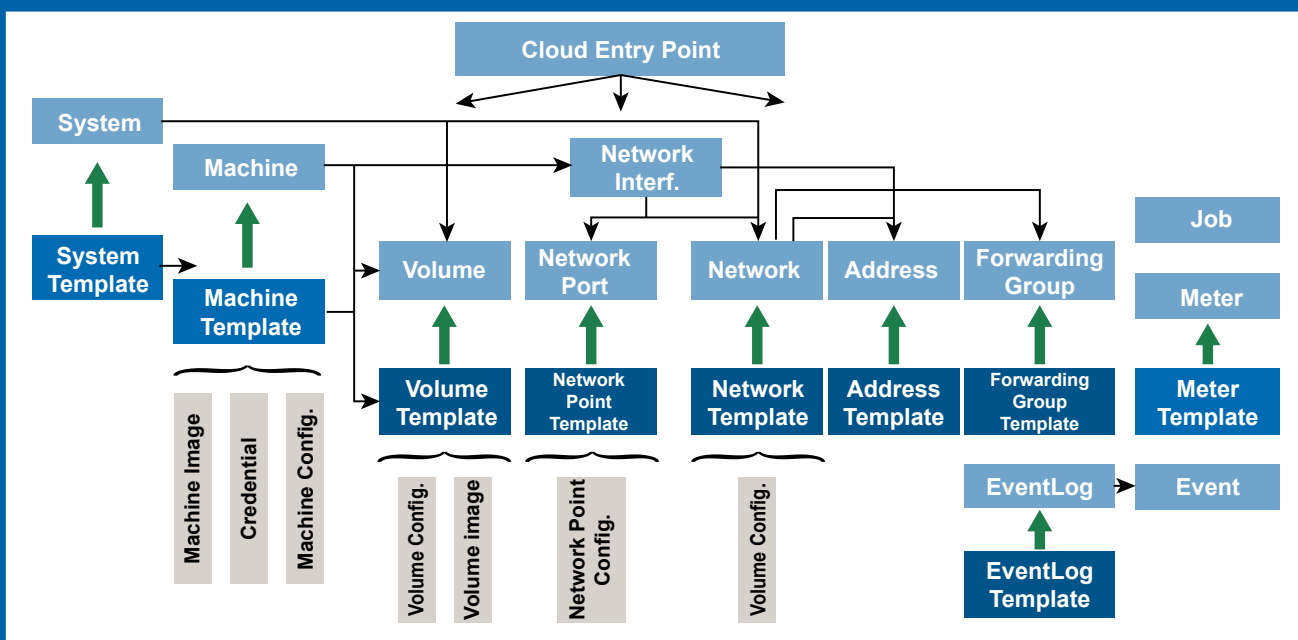 Cloud Entry Point
System
Machine
Network
Interf.
System
Template
Machine
Template
Volume
Network
Port
Network
Address
Forwarding
Group
Job
Meter
Volume
Template
Network
Point
Template
Network
Template
Address
Template
Forwarding
Group
Template
Meter
Template
Machine Image
Credential
Machine Config.
Volume Config.
Volume image
Network Point
Config.
Volume Config.
EventLog
Event
EventLog
Template